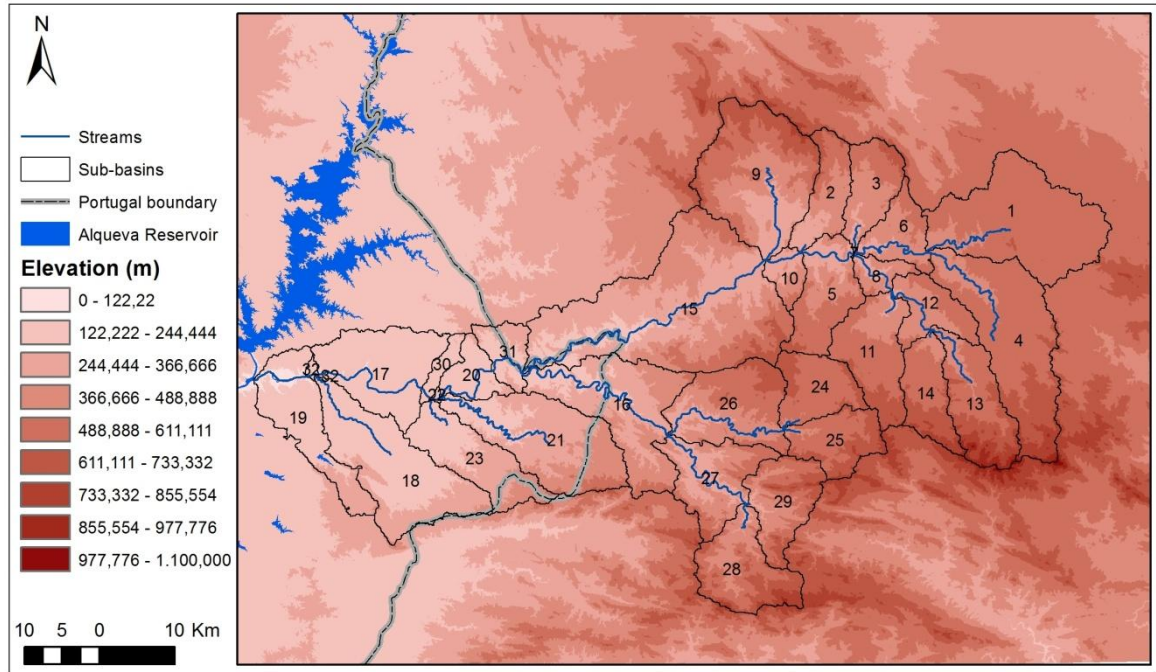 N
Streams
Sub-basins
Portugal boundary
Alqueva Reservoir
Elevation (m)
0 - 122,22
122,222 - 244,444
244,444 - 366,666
366,666 - 488,888
488,888 - 611,111
611,111 - 733,332
733,332 - 855,554
855,554 - 977,776
977,776 - 1.100,000
10 5 0 10 Km
9
2
3
1
6
10
5
8
12
4
15
11
31
30
20
17
32
24
14
13
16
26
19
21
25
23
27
18
29
28